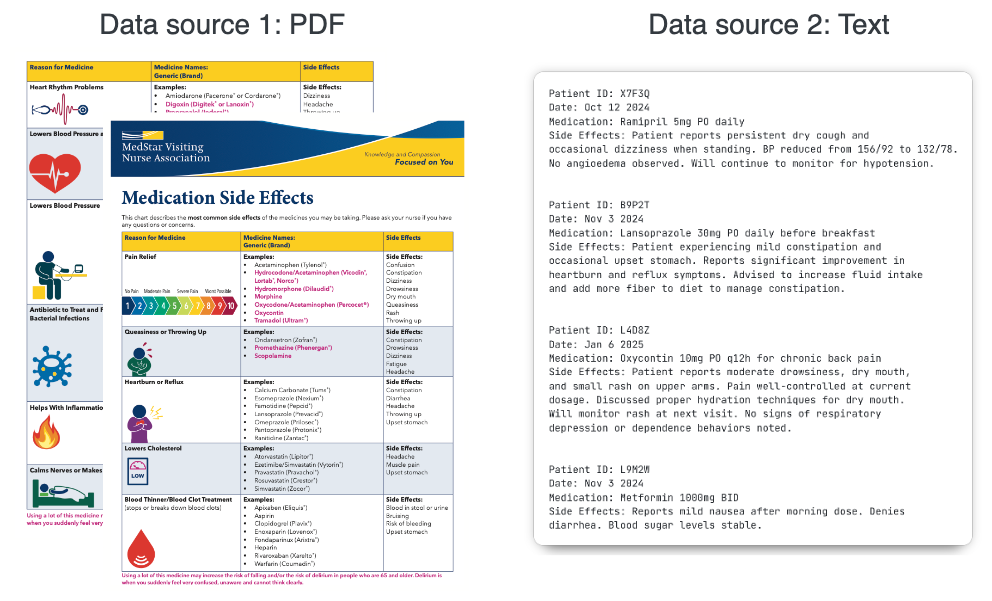 Data source 1: PDF
Data source 2: Text
Reason for Medicine
Medicine Names:
Generic (Brand)
Side Effects
Heart Rhythm Problems
Examples:
• Amiodarone (Pacerone® or Cordarone®)
• Digoxin (Digitek® or Lanoxin®)
Side Effects:
Dizziness
Headache
Lowers Blood Pressure a
Lowers Blood Pressure
Antibiotic to Treat and F
Bacterial Infections
Helps With Inflammatio
Calms Nerves or Makes
Using a lot of this medicine r
when you suddenly feel very
MedStar Visiting
Nurse Association
Knowledge and Compassion
Focused on You
Medication Side Effects
This chart describes the most common side effects of the medicines you may be taking. Please ask your nurse if you have
any questions or concerns.
Reason for Medicine
Medicine Names:
Generic (Brand)
Side Effects
Pain Relief
No Pain Moderate Pain Severe Pain Worst Possible
1 2 3 4 5 6 7 8 9 10
Examples:
• Acetaminophen (Tylenol®)
• Hydrocodone/Acetaminophen (Vicodin®,
Lortab®, Norco®)
• Hydromorphone (Dilaudid®)
• Morphine
• Oxycodone/Acetaminophen (Percocet®)
• Oxycontin
• Tramadol (Ultram®)
Side Effects:
Confusion
Constipation
Dizziness
Drowsiness
Dry mouth
Queasiness
Rash
Throwing up
Queasiness or Throwing Up
Examples:
• Ondansetron (Zofran®)
• Promethazine (Phenergan®)
• Scopolamine
Side Effects:
Constipation
Drowsiness
Dizziness
Fatigue
Headache
Heartburn or Reflux
Examples:
• Calcium Carbonate (Tums®)
• Esomeprazole (Nexium®)
• Famotidine (Pepcid®)
• Lansoprazole (Prevacid®)
• Omeprazole (Prilosec®)
• Pantoprazole (Protonix®)
• Ranitidine (Zantac®)
Side Effects:
Constipation
Diarrhea
Headache
Throwing up
Upset stomach
Lowers Cholesterol
LOW
Examples:
• Atorvastatin (Lipitor®)
• Ezetimibe/Simvastatin (Vytorin®)
• Pravastatin (Pravachol®)
• Rosuvastatin (Crestor®)
• Simvastatin (Zocor®)
Side Effects:
Headache
Muscle pain
Upset stomach
Blood Thinner/Blood Clot Treatment
(stops or breaks down blood clots)
Examples:
• Apixaben (Eliquis®)
• Aspirin
• Clopidogrel (Plavix®)
• Enoxaparin (Lovenox®)
• Fondaparinux (Arixtra®)
• Heparin
• Rivaroxaban (Xarelto®)
• Warfarin (Coumadin®)
Side Effects:
Blood in stool or urine
Bruising
Risk of bleeding
Upset stomach
Using a lot of this medicine may increase the risk of falling and/or the risk of delirium in people who are 65 and older. Delirium is
when you suddenly feel very confused, unaware and cannot think clearly.
Patient ID: X7F3Q
Date: Oct 12 2024
Medication: Ramipril 5mg PO daily
Side Effects: Patient reports persistent dry cough and
occasional dizziness when standing. BP reduced from 156/92 to 132/78.
No angioedema observed. Will continue to monitor for hypotension.
Patient ID: B9P2T
Date: Nov 3 2024
Medication: Lansoprazole 30mg PO daily before breakfast
Side Effects: Patient experiencing mild constipation and
occasional upset stomach. Reports significant improvement in
heartburn and reflux symptoms. Advised to increase fluid intake
and add more fiber to diet to manage constipation.
Patient ID: L4D8Z
Date: Jan 6 2025
Medication: Oxycontin 10mg PO q12h for chronic back pain
Side Effects: Patient reports moderate drowsiness, dry mouth,
and small rash on upper arms. Pain well-controlled at current
dosage. Discussed proper hydration techniques for dry mouth.
Will monitor rash at next visit. No signs of respiratory
depression or dependence behaviors noted.
Patient ID: L9M2W
Date: Nov 3 2024
Medication: Metformin 1000mg BID
Side Effects: Reports mild nausea after morning dose. Denies
diarrhea. Blood sugar levels stable.